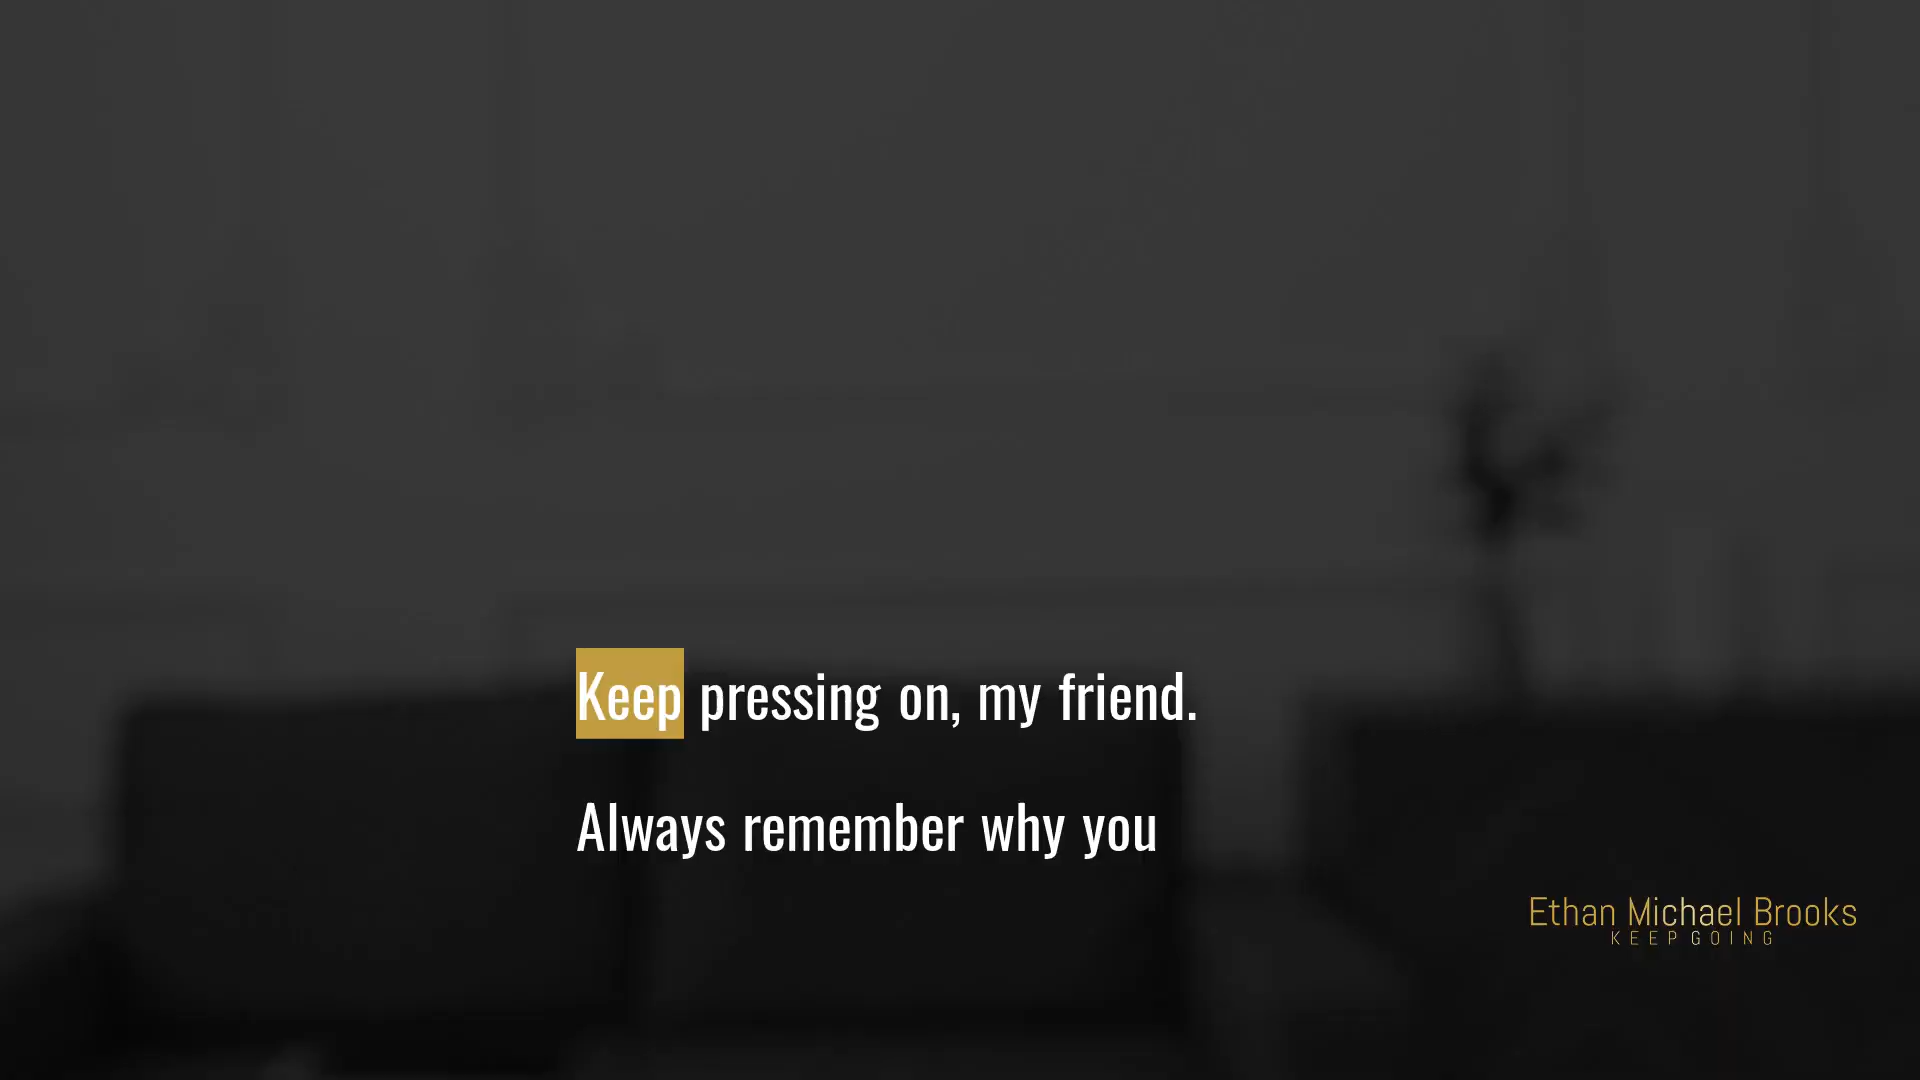 Keep pressing on, my friend.
Always remember why you
Ethan Michael Brooks
KEEP GOING